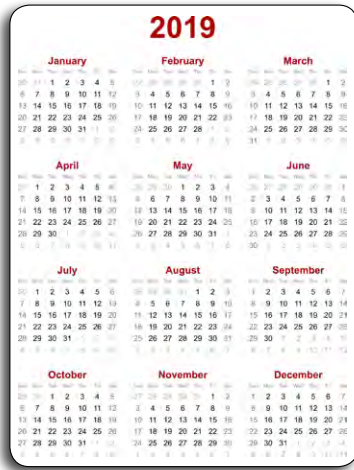 2019
January
1 2 3 4 5
6 7 8 9 10 11 12
13 14 15 16 17 18 19
20 21 22 23 24 25 26
27 28 29 30 31
February
1 2
3 4 5 6 7 8 9
10 11 12 13 14 15 16
17 18 19 20 21 22 23
24 25 26 27 28
March
1 2
3 4 5 6 7 8 9
10 11 12 13 14 15 16
17 18 19 20 21 22 23
24 25 26 27 28 29 30
31
April
1 2 3 4 5 6
7 8 9 10 11 12 13
14 15 16 17 18 19 20
21 22 23 24 25 26 27
28 29 30
May
1 2 3 4
5 6 7 8 9 10 11
12 13 14 15 16 17 18
19 20 21 22 23 24 25
26 27 28 29 30 31
June
1
2 3 4 5 6 7 8
9 10 11 12 13 14 15
16 17 18 19 20 21 22
23 24 25 26 27 28 29
30
July
1 2 3 4 5 6
7 8 9 10 11 12 13
14 15 16 17 18 19 20
21 22 23 24 25 26 27
28 29 30 31
August
1 2 3
4 5 6 7 8 9 10
11 12 13 14 15 16 17
18 19 20 21 22 23 24
25 26 27 28 29 30 31
September
1 2 3 4 5 6 7
8 9 10 11 12 13 14
15 16 17 18 19 20 21
22 23 24 25 26 27 28
29 30
October
1 2 3 4 5
6 7 8 9 10 11 12
13 14 15 16 17 18 19
20 21 22 23 24 25 26
27 28 29 30 31
November
1 2
3 4 5 6 7 8 9
10 11 12 13 14 15 16
17 18 19 20 21 22 23
24 25 26 27 28 29 30
December
1 2 3 4 5 6 7
8 9 10 11 12 13 14
15 16 17 18 19 20 21
22 23 24 25 26 27 28
29 30 31